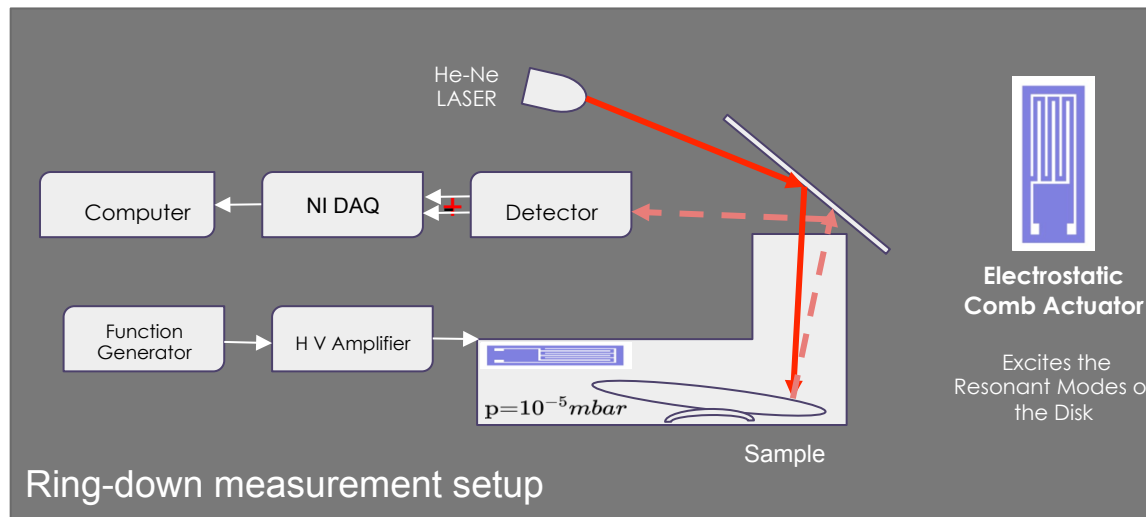 He-Ne
LASER
Computer
NI DAQ
Detector
Function
Generator
H V Amplifier
p=10⁻⁵mbar
Sample
Electrostatic
Comb Actuator
Excites the
Resonant Modes o
the Disk
Ring-down measurement setup